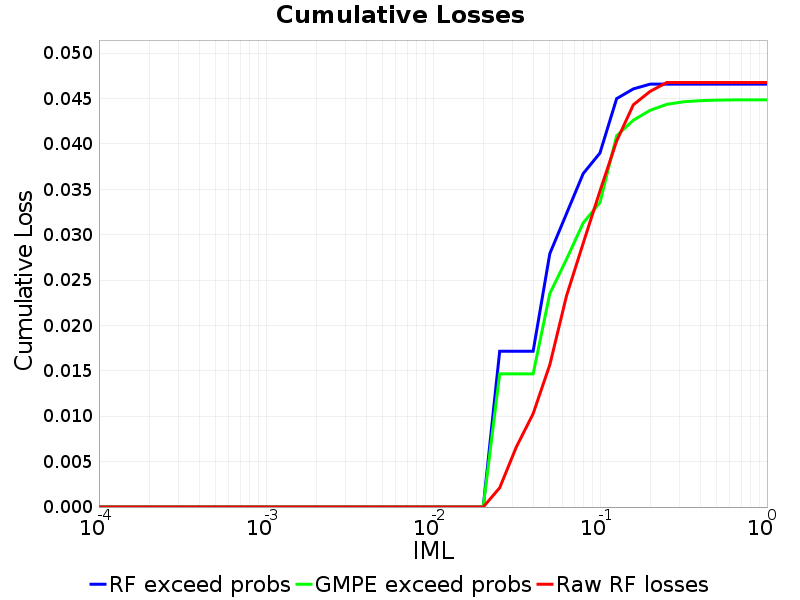 Cumulative Losses
Cumulative Loss
0.050
0.045
0.040
0.035
0.030
0.025
0.020
0.015
0.010
0.005
0.000
10^-4 10^-3 10^-2 10^-1 10^0
IML
RF exceed probs GMPE exceed probs Raw RF losses